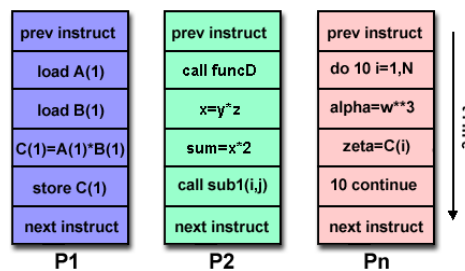 prev instruct
load A(1)
load B(1)
C(1)=A(1)*B(1)
store C(1)
next instruct
P1
prev instruct
call funcD
x=y*z
sum=x*2
call sub1(i,j)
next instruct
P2
prev instruct
do 10 i=1,N
alpha=w**3
zeta=C(i)
10 continue
next instruct
Pn